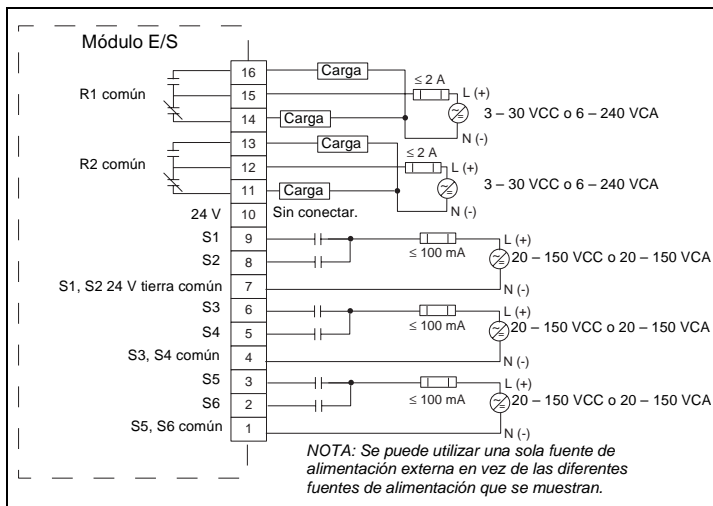 Módulo E/S
16
Carga
≤ 2 A
L (+)
R1 común
15
3 – 30 VCC o 6 – 240 VCA
14
Carga
N (-)
13
Carga
≤ 2 A
R2 común
12
L (+)
3 – 30 VCC o 6 – 240 VCA
11
Carga
N (-)
24 V
10
Sin conectar.
S1
9
L (+)
S2
8
≤ 100 mA
20 – 150 VCC o 20 – 150 VCA
S1, S2 24 V tierra común
7
N (-)
S3
6
L (+)
S4
5
≤ 100 mA
20 – 150 VCC o 20 – 150 VCA
S3, S4 común
4
N (-)
S5
3
L (+)
S6
2
≤ 100 mA
20 – 150 VCC o 20 – 150 VCA
S5, S6 común
1
N (-)
NOTA: Se puede utilizar una sola fuente de
alimentación externa en vez de las diferentes
fuentes de alimentación que se muestran.